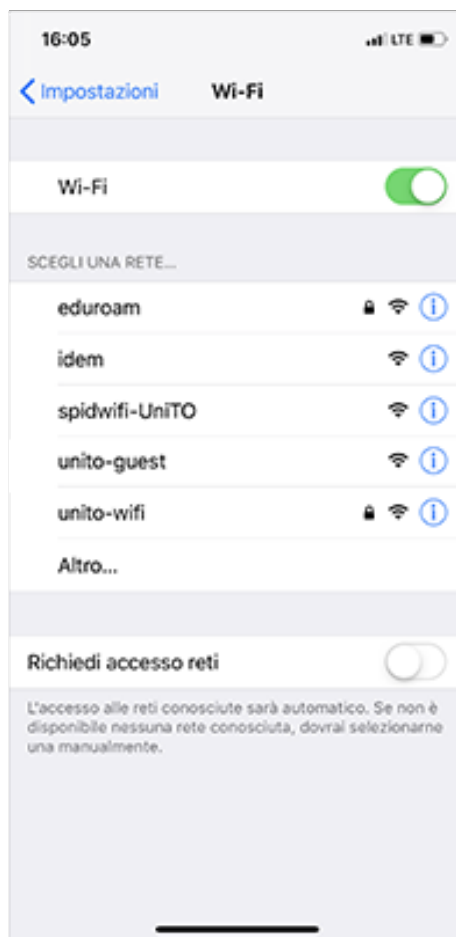 16:05 LTE
Impostazioni Wi-Fi
Wi-Fi
SCEGLI UNA RETE...
eduroam
idem
spidwifi-UniTO
unito-guest
unito-wifi
Altro...
Richiedi accesso reti
L'accesso alle reti conosciute sarà automatico. Se non è
disponibile nessuna rete conosciuta, dovrai selezionarne
una manualmente.